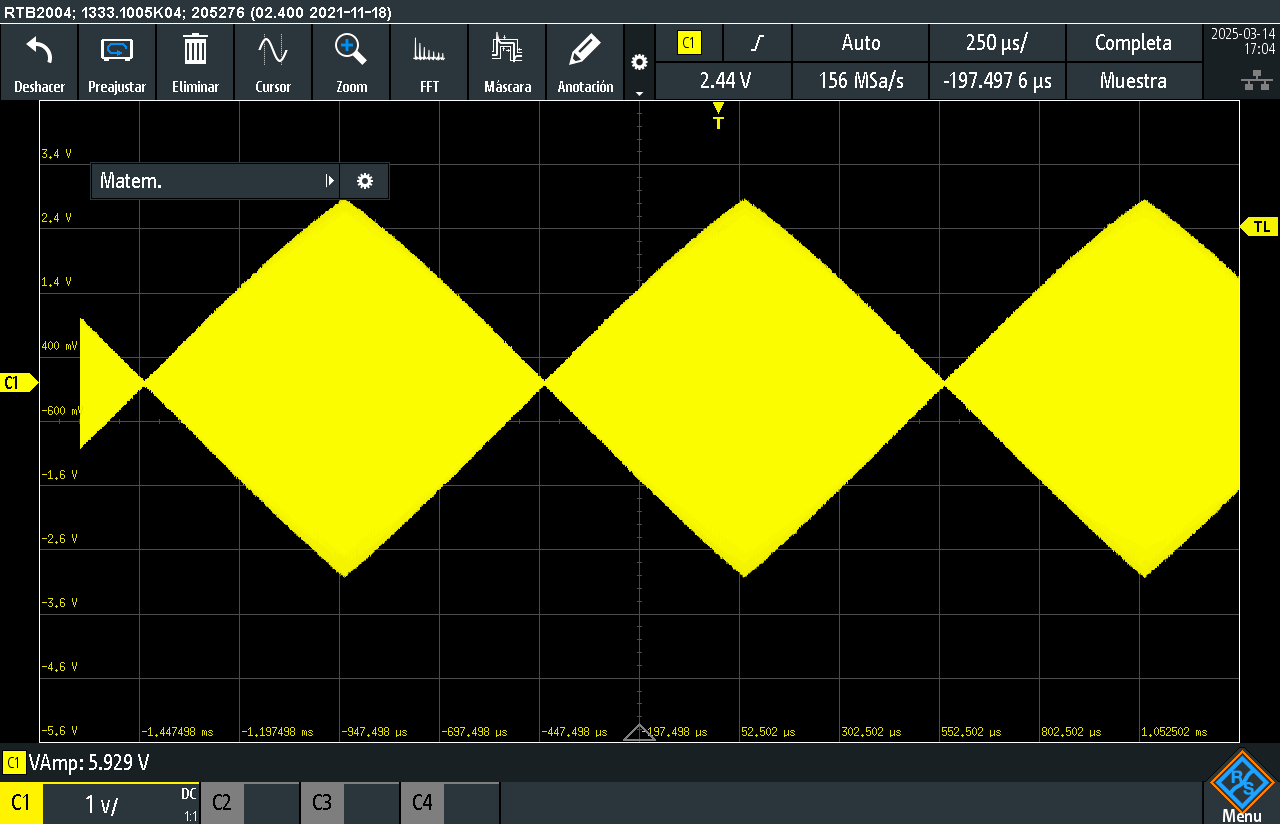 RTB2004; 1333.1005K04; 205276 (02.400 2021-11-18)
Deshacer Preajustar Eliminar Cursor Zoom FFT Máscara Anotación
C1 Auto 250 µs/ Completa
2.44 V 156 MSa/s -197.497 6 µs Muestra
2025-03-14
17:04
T
3.4 V
Matem.
2.4 V
TL
1.4 V
400 mV
C1
-600 mV
-1.6 V
-2.6 V
-3.6 V
-4.6 V
-5.6 V
-1.447498 ms -1.197498 ms -947.498 µs -697.498 µs -447.498 µs -197.498 µs 52.502 µs 302.502 µs 552.502 µs 802.502 µs 1.052502 ms
C1 VAmp: 5.929 V
C1 1 V/ DC 1:1 C2 C3 C4
R S
Menu